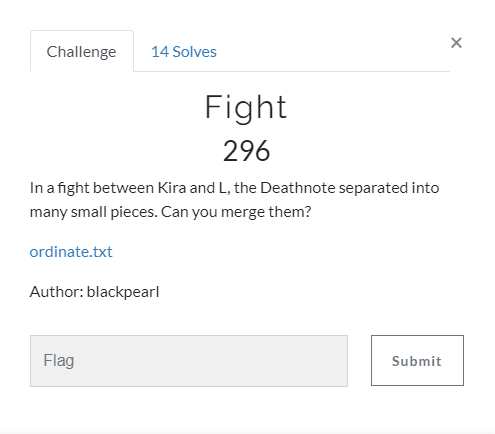 Challenge
14 Solves
×
Fight
296
In a fight between Kira and L, the Deathnote separated into
many small pieces. Can you merge them?
ordinate.txt
Author: blackpearl
Flag
Submit